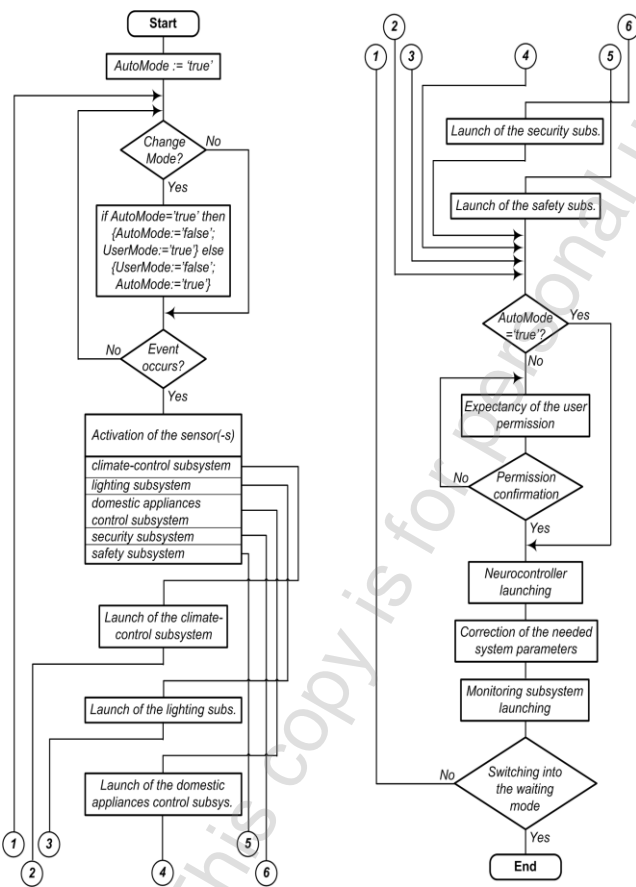 Start
AutoMode := 'true'
Change
Mode?
No
Yes
if AutoMode='true' then
{AutoMode:='false';
UserMode:='true'} else
{UserMode:='false';
AutoMode:='true'}
No
Event
occurs?
Yes
Activation of the sensor(-s)
climate-control subsystem
lighting subsystem
domestic appliances
control subsystem
security subsystem
safety subsystem
Launch of the climate-
control subsystem
Launch of the lighting subs.
Launch of the domestic
appliances control subsys.
1
2
3
4
5
6
1
2
3
4
5
6
Launch of the security subs.
Launch of the safety subs.
AutoMode
='true'?
Yes
No
Expectancy of the user
permission
No
Permission
confirmation
Yes
Neurocontroller
launching
Correction of the needed
system parameters
Monitoring subsystem
launching
No
Switching into
the waiting
mode
Yes
End
This copy is for personal